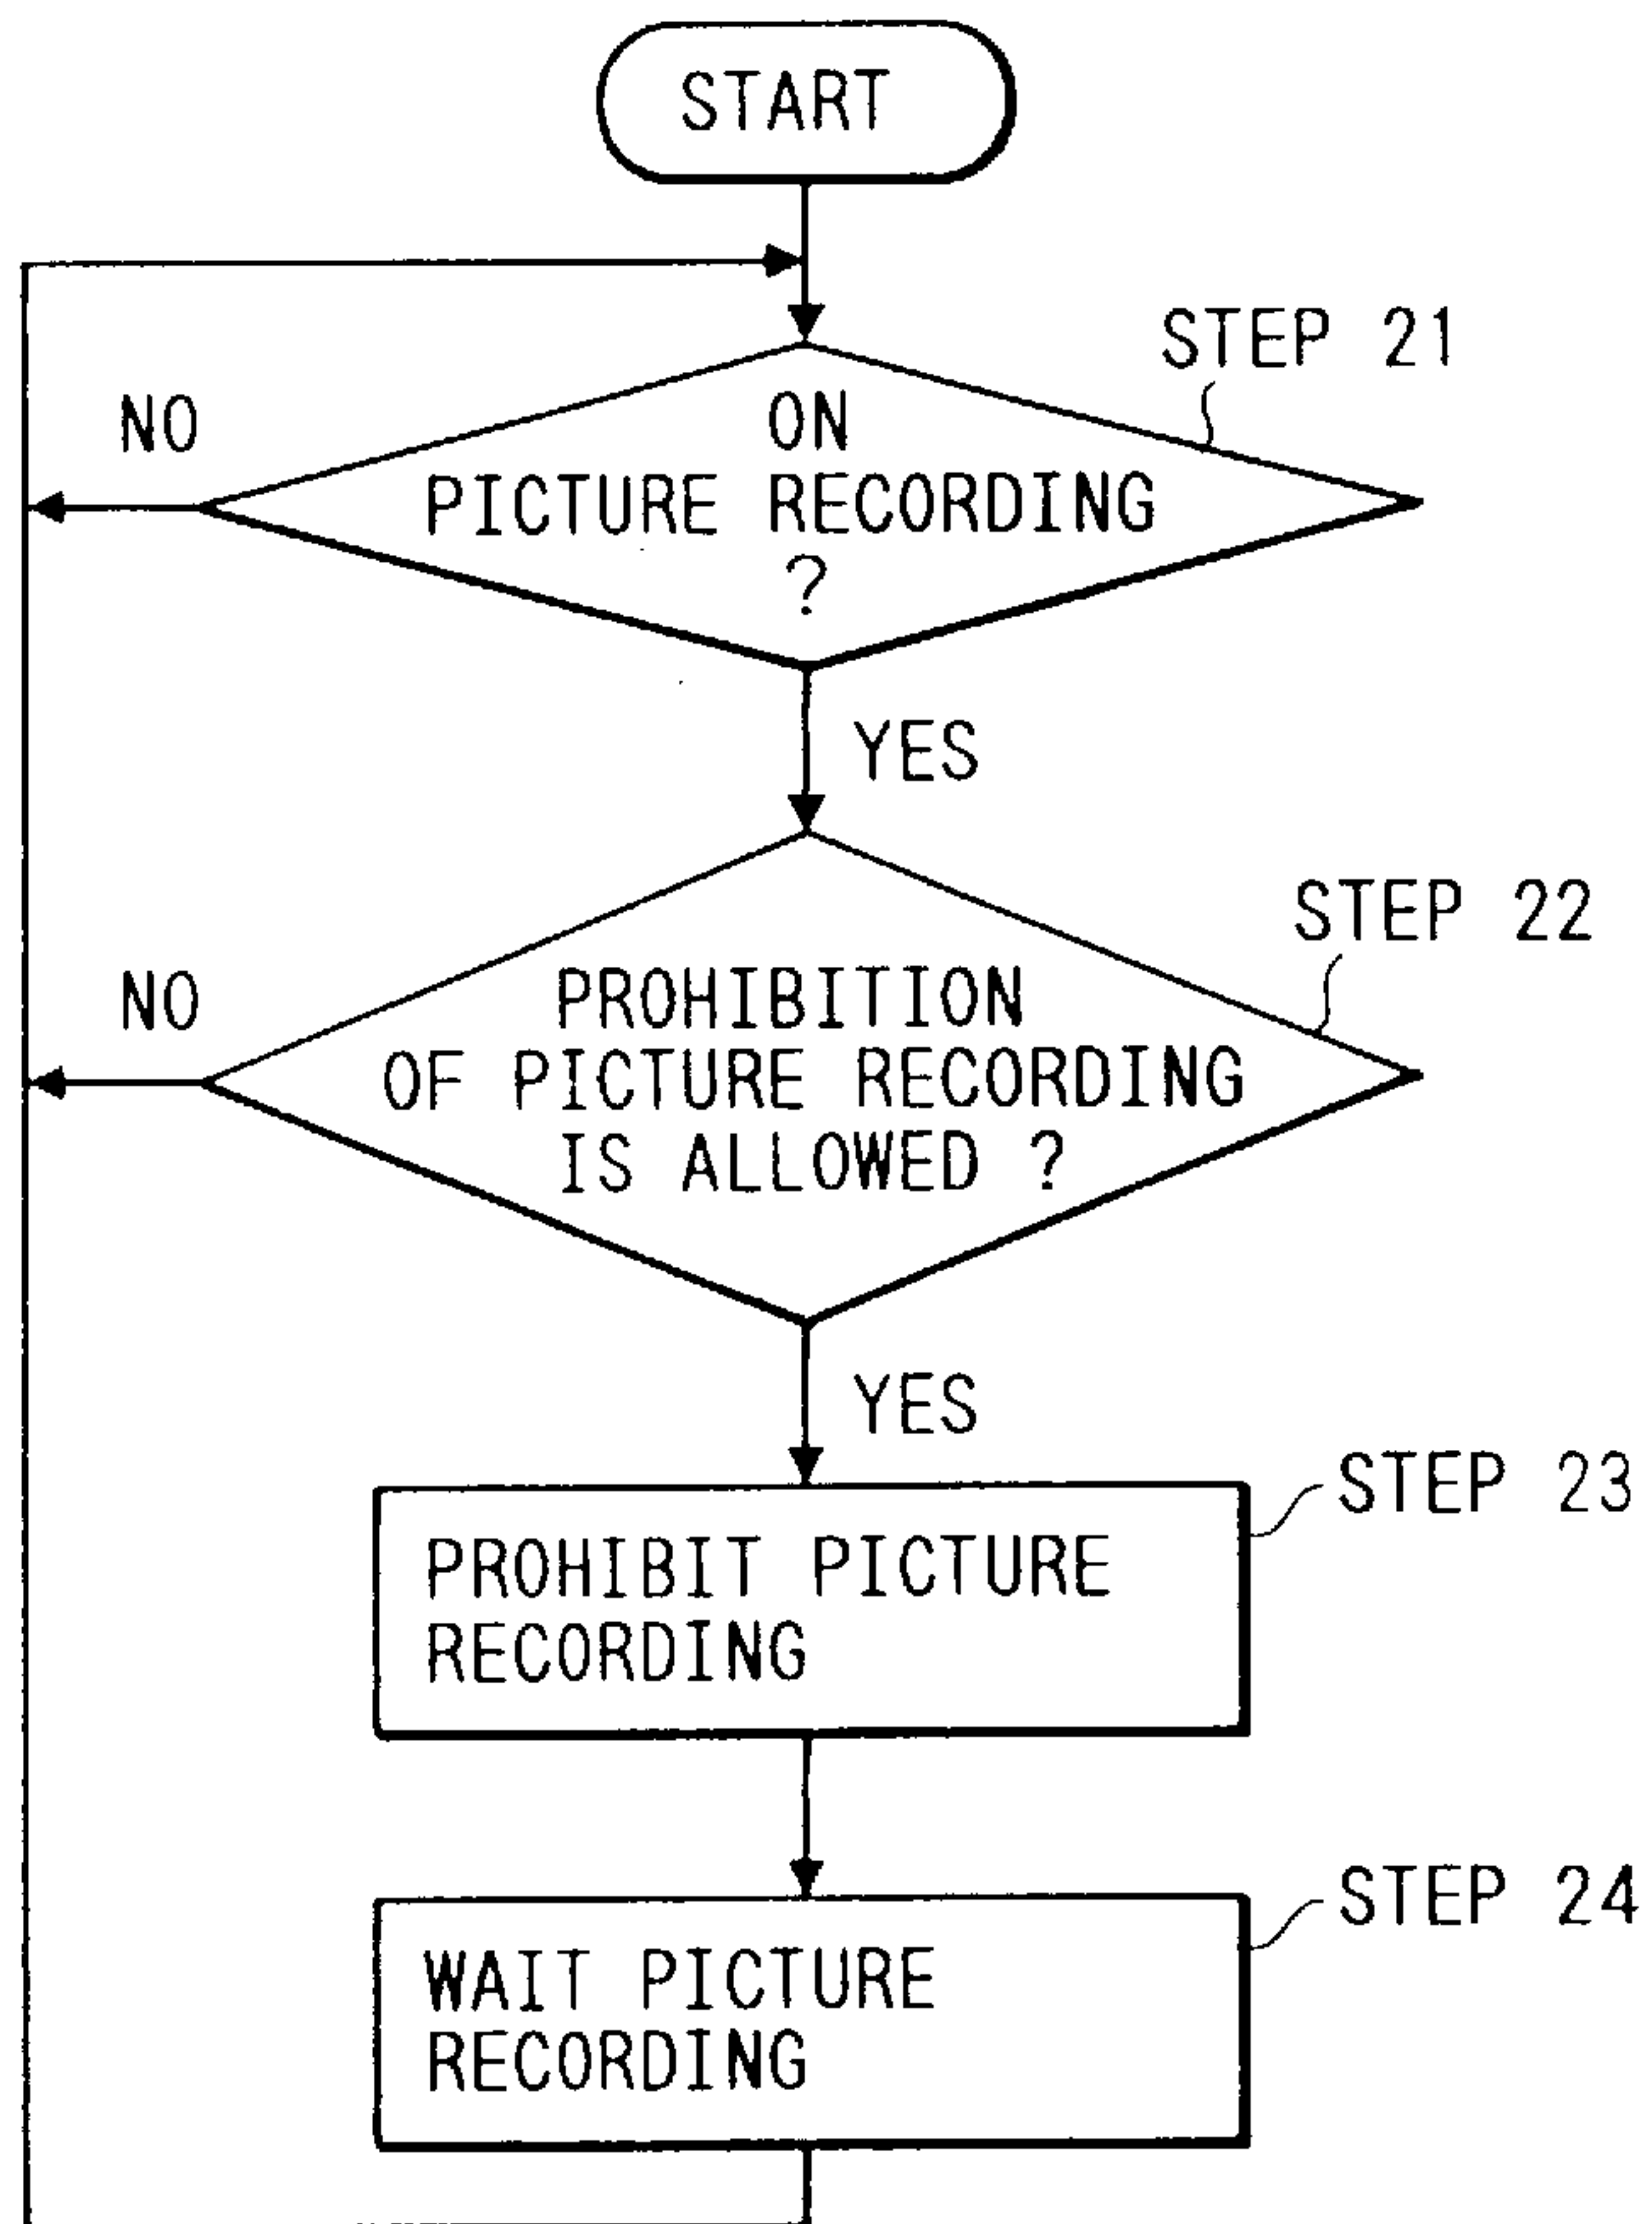 START
STEP 21
NO
ON
PICTURE RECORDING
?
YES
STEP 22
NO
PROHIBITION
OF PICTURE RECORDING
IS ALLOWED ?
YES
STEP 23
PROHIBIT PICTURE
RECORDING
STEP 24
WAIT PICTURE
RECORDING